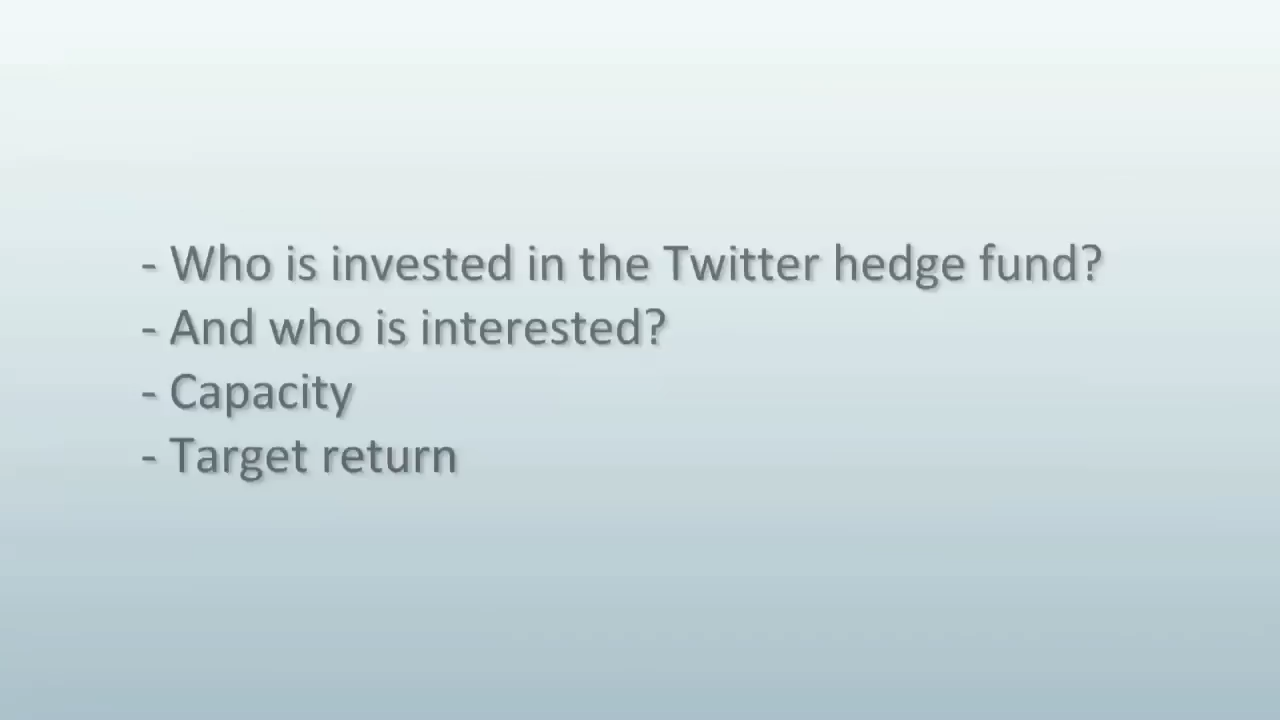 - Who is invested in the Twitter hedge fund?
- And who is interested?
- Capacity
- Target return